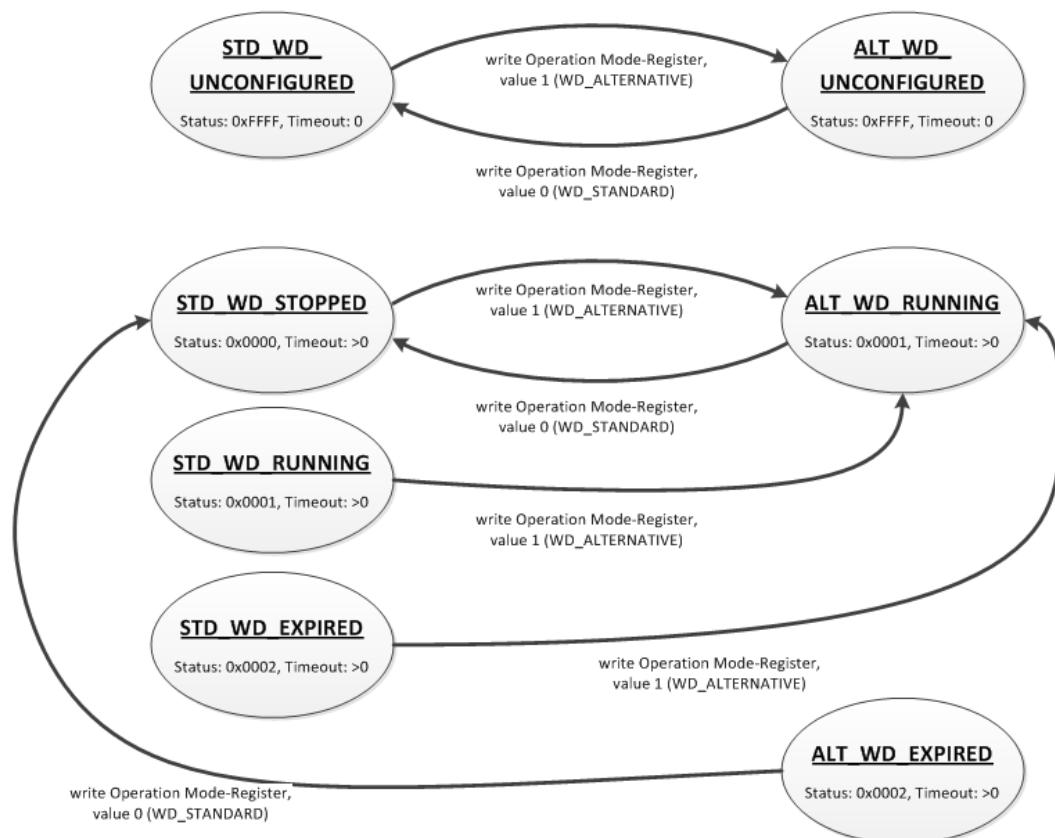 STD_WD_
UNCONFIGURED
Status: 0xFFFF, Timeout: 0
write Operation Mode-Register,
value 1 (WD_ALTERNATIVE)
ALT_WD_
UNCONFIGURED
Status: 0xFFFF, Timeout: 0
write Operation Mode-Register,
value 0 (WD_STANDARD)
STD_WD_STOPPED
Status: 0x0000, Timeout: >0
write Operation Mode-Register,
value 1 (WD_ALTERNATIVE)
ALT_WD_RUNNING
Status: 0x0001, Timeout: >0
write Operation Mode-Register,
value 0 (WD_STANDARD)
STD_WD_RUNNING
Status: 0x0001, Timeout: >0
write Operation Mode-Register,
value 1 (WD_ALTERNATIVE)
STD_WD_EXPIRED
Status: 0x0002, Timeout: >0
write Operation Mode-Register,
value 1 (WD_ALTERNATIVE)
ALT_WD_EXPIRED
Status: 0x0002, Timeout: >0
write Operation Mode-Register,
value 0 (WD_STANDARD)